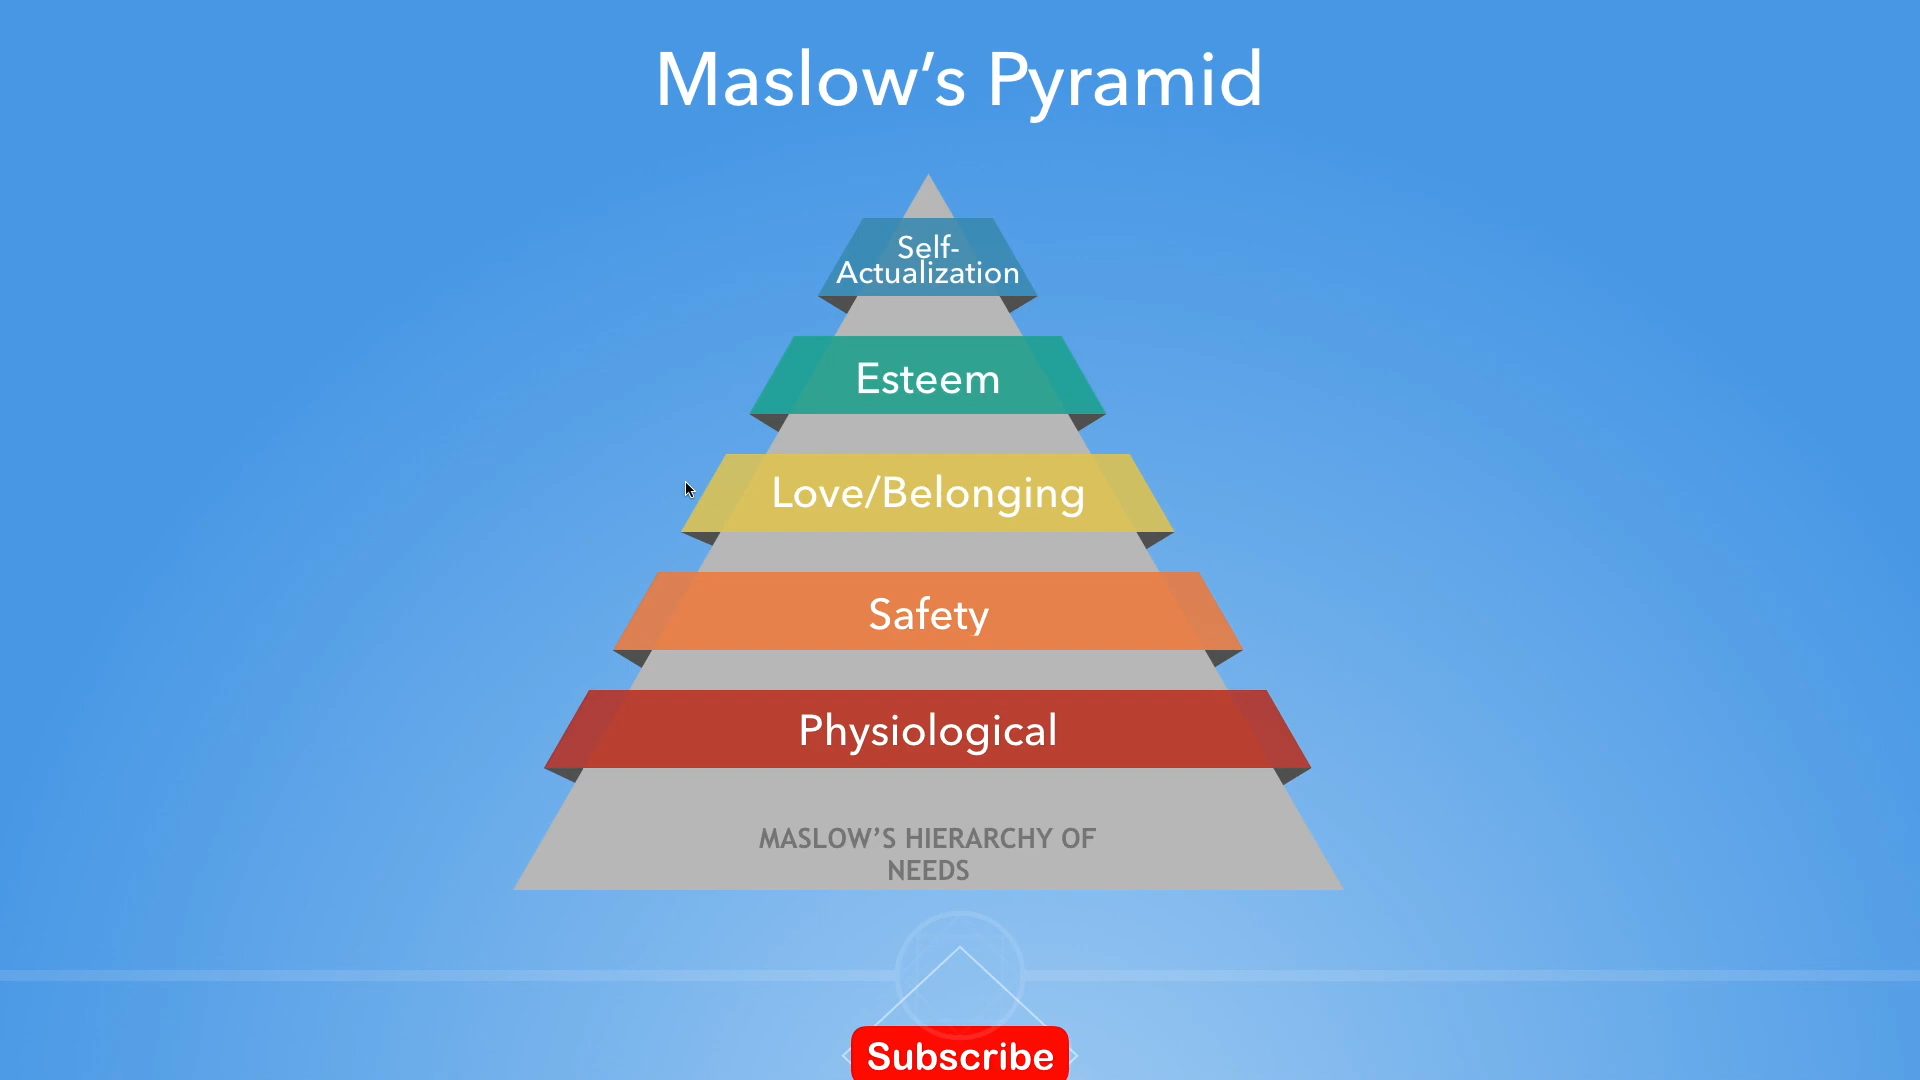 Maslow’s Pyramid
Self-
Actualization
Esteem
Love/Belonging
Safety
Physiological
MASLOW’S HIERARCHY OF
NEEDS
Subscribe